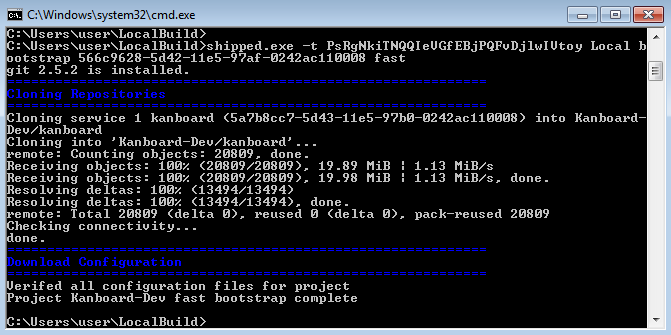 C:\Windows\system32\cmd.exe
C:\Users\user\LocalBuild>
C:\Users\user\LocalBuild>shipped.exe -t PsRgNkiTNQQIeVGfEBjPQFvDjlwIVtoy Local b
ootstrap 566c9628-5d42-11e5-97af-0242ac110008 fast
git 2.5.2 is installed.
============================================================
Cloning Repositories
============================================================
Cloning service 1 kanboard (5a7b8cc7-5d43-11e5-97b0-0242ac110008) into Kanboard-
Dev/kanboard
Cloning into 'Kanboard-Dev/kanboard'...
remote: Counting objects: 20809, done.
Receiving objects: 100% (20809/20809), 19.89 MiB | 1.13 MiB/s
Receiving objects: 100% (20809/20809), 19.98 MiB | 1.13 MiB/s, done.
Resolving deltas: 100% (13494/13494)
Resolving deltas: 100% (13494/13494), done.
remote: Total 20809 (delta 0), reused 0 (delta 0), pack-reused 20809
Checking connectivity...
done.
============================================================
Download Configuration
============================================================
Verifed all configuration files for project
Project Kanboard-Dev fast bootstrap complete
C:\Users\user\LocalBuild>